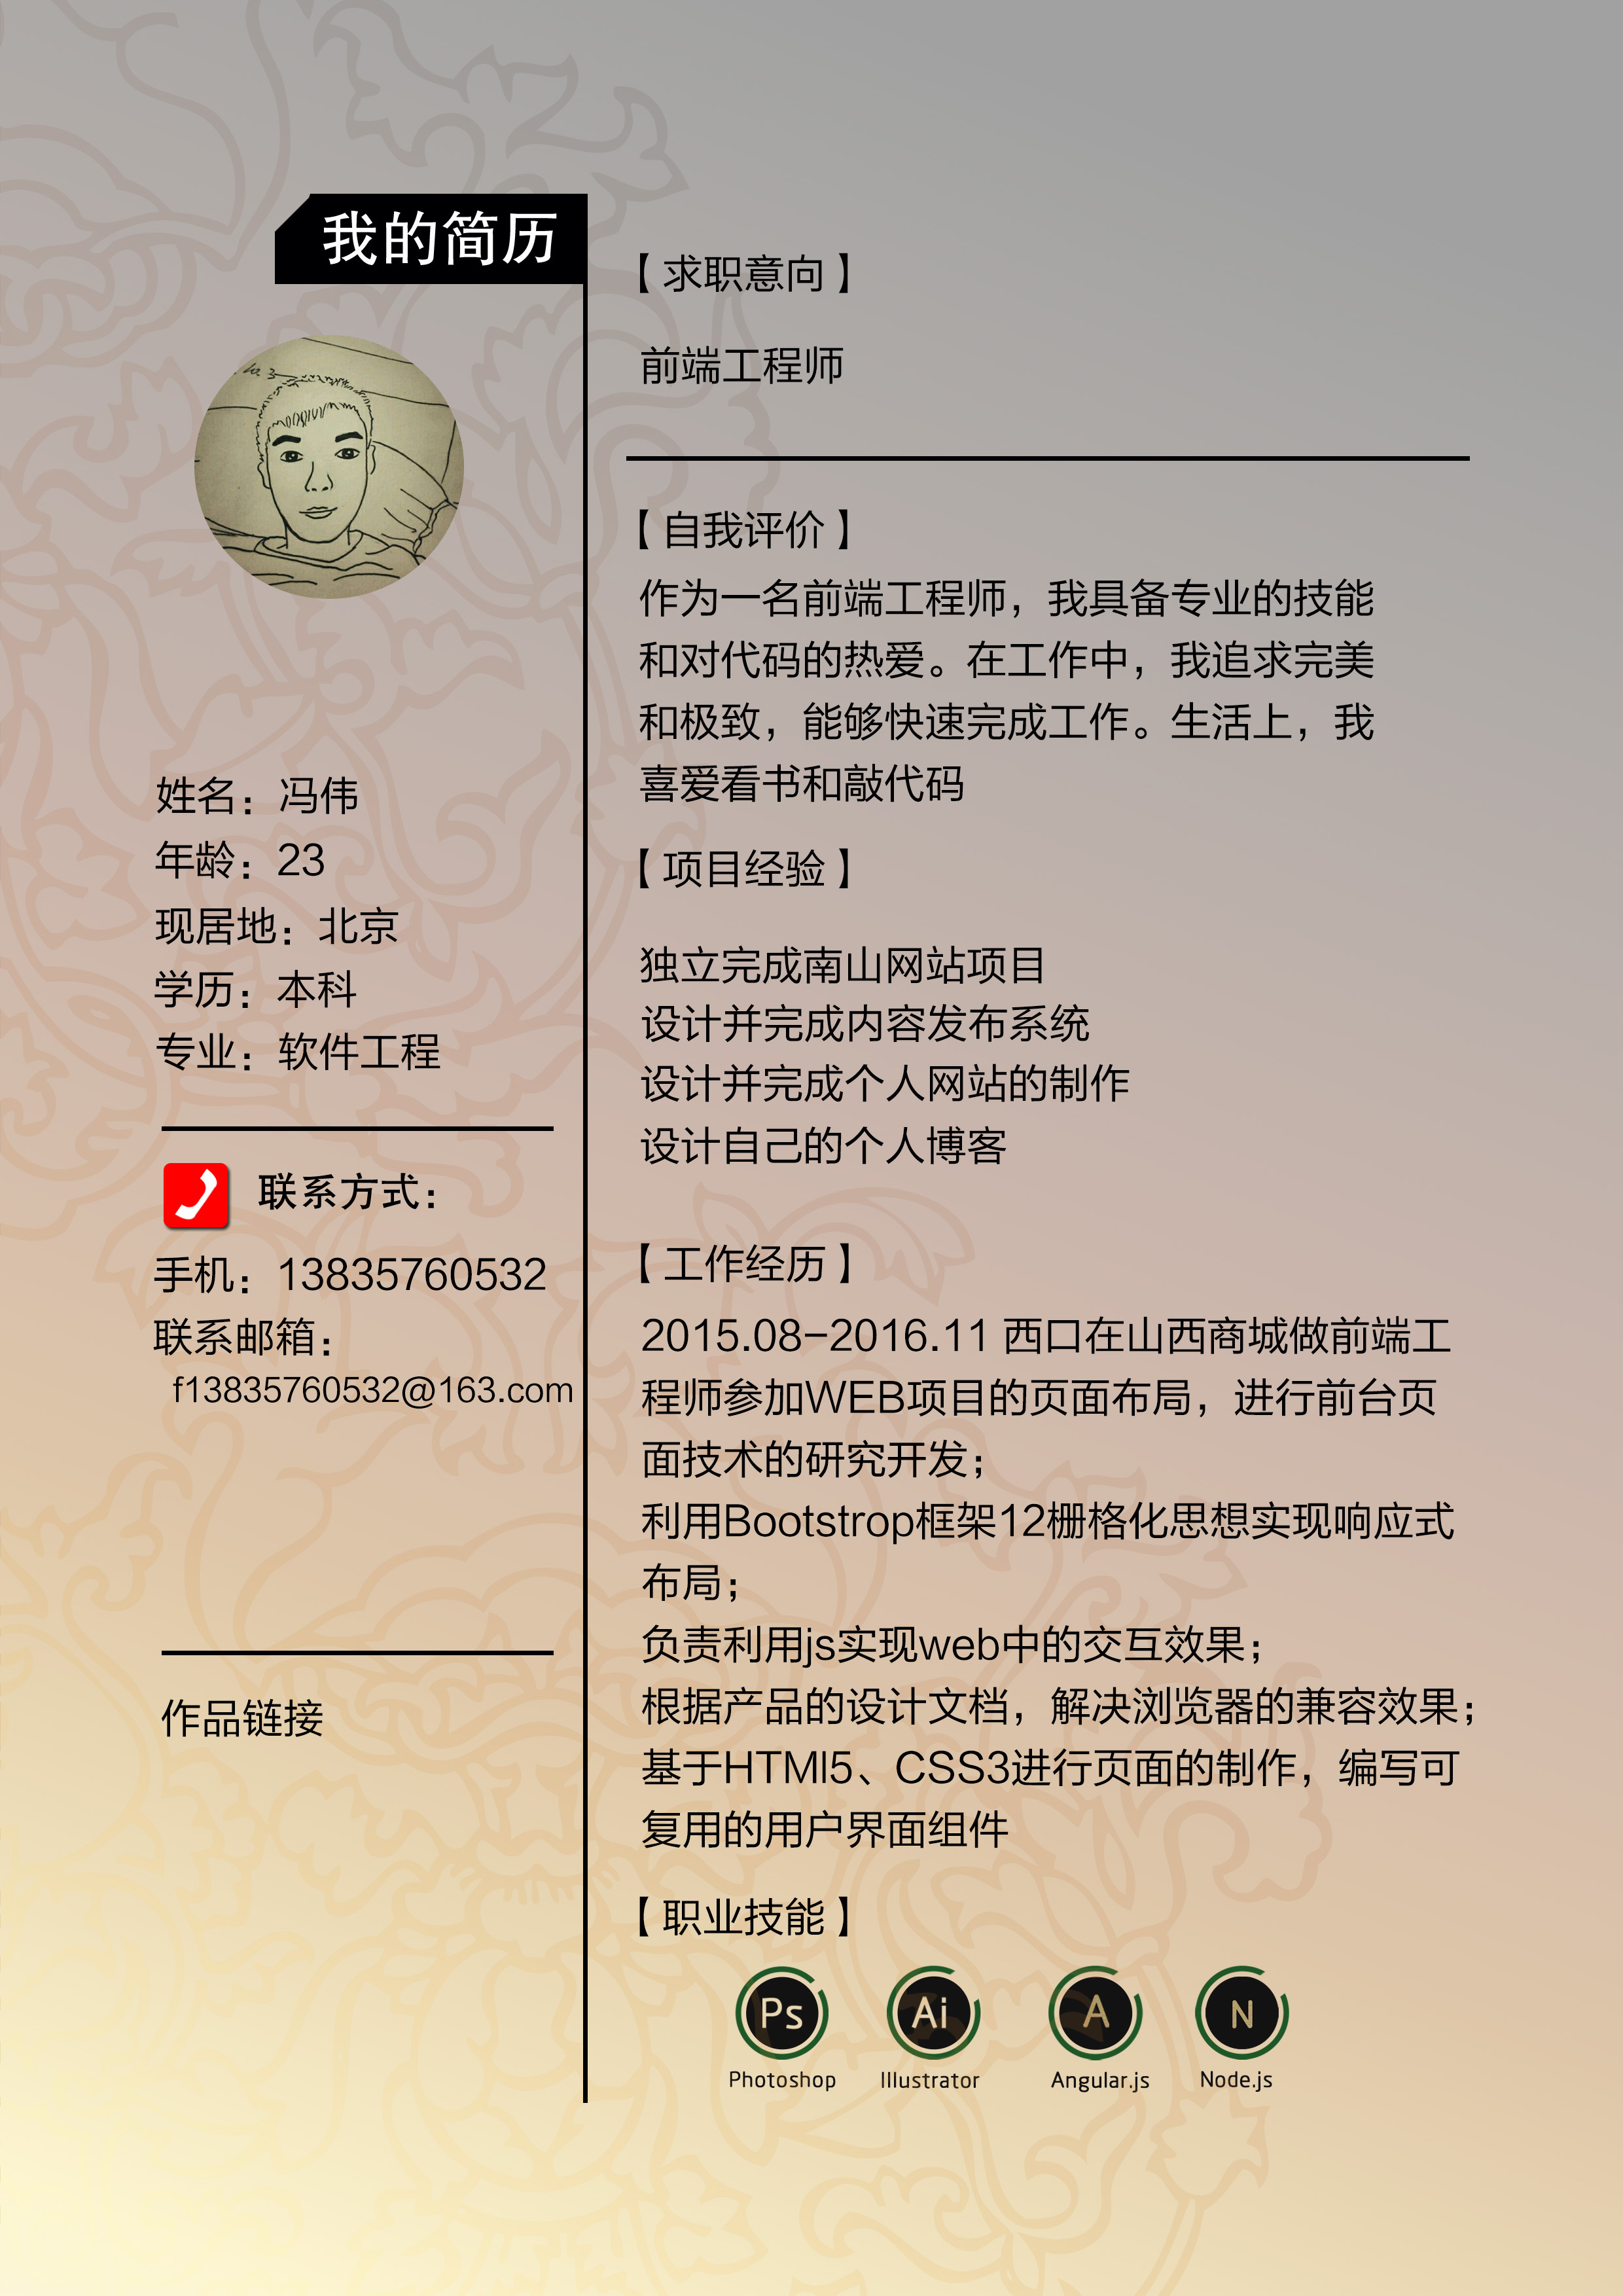 我的简历
姓名：冯伟
年龄：23
现居地：北京
学历：本科
专业：软件工程
联系方式：
手机：13835760532
联系邮箱：
f13835760532@163.com
作品链接
【 求职意向 】
前端工程师
【 自我评价 】
作为一名前端工程师，我具备专业的技能
和对代码的热爱。在工作中，我追求完美
和极致，能够快速完成工作。生活上，我
喜爱看书和敲代码
【 项目经验 】
独立完成南山网站项目
设计并完成内容发布系统
设计并完成个人网站的制作
设计自己的个人博客
【 工作经历 】
2015.08-2016.11 西口在山西商城做前端工
程师参加WEB项目的页面布局，进行前台页
面技术的研究开发；
利用Bootstrop框架12栅格化思想实现响应式
布局；
负责利用js实现web中的交互效果；
根据产品的设计文档，解决浏览器的兼容效果；
基于HTMl5、CSS3进行页面的制作，编写可
复用的用户界面组件
【 职业技能 】
Ps Ai A N
Photoshop Illustrator Angular.js Node.js